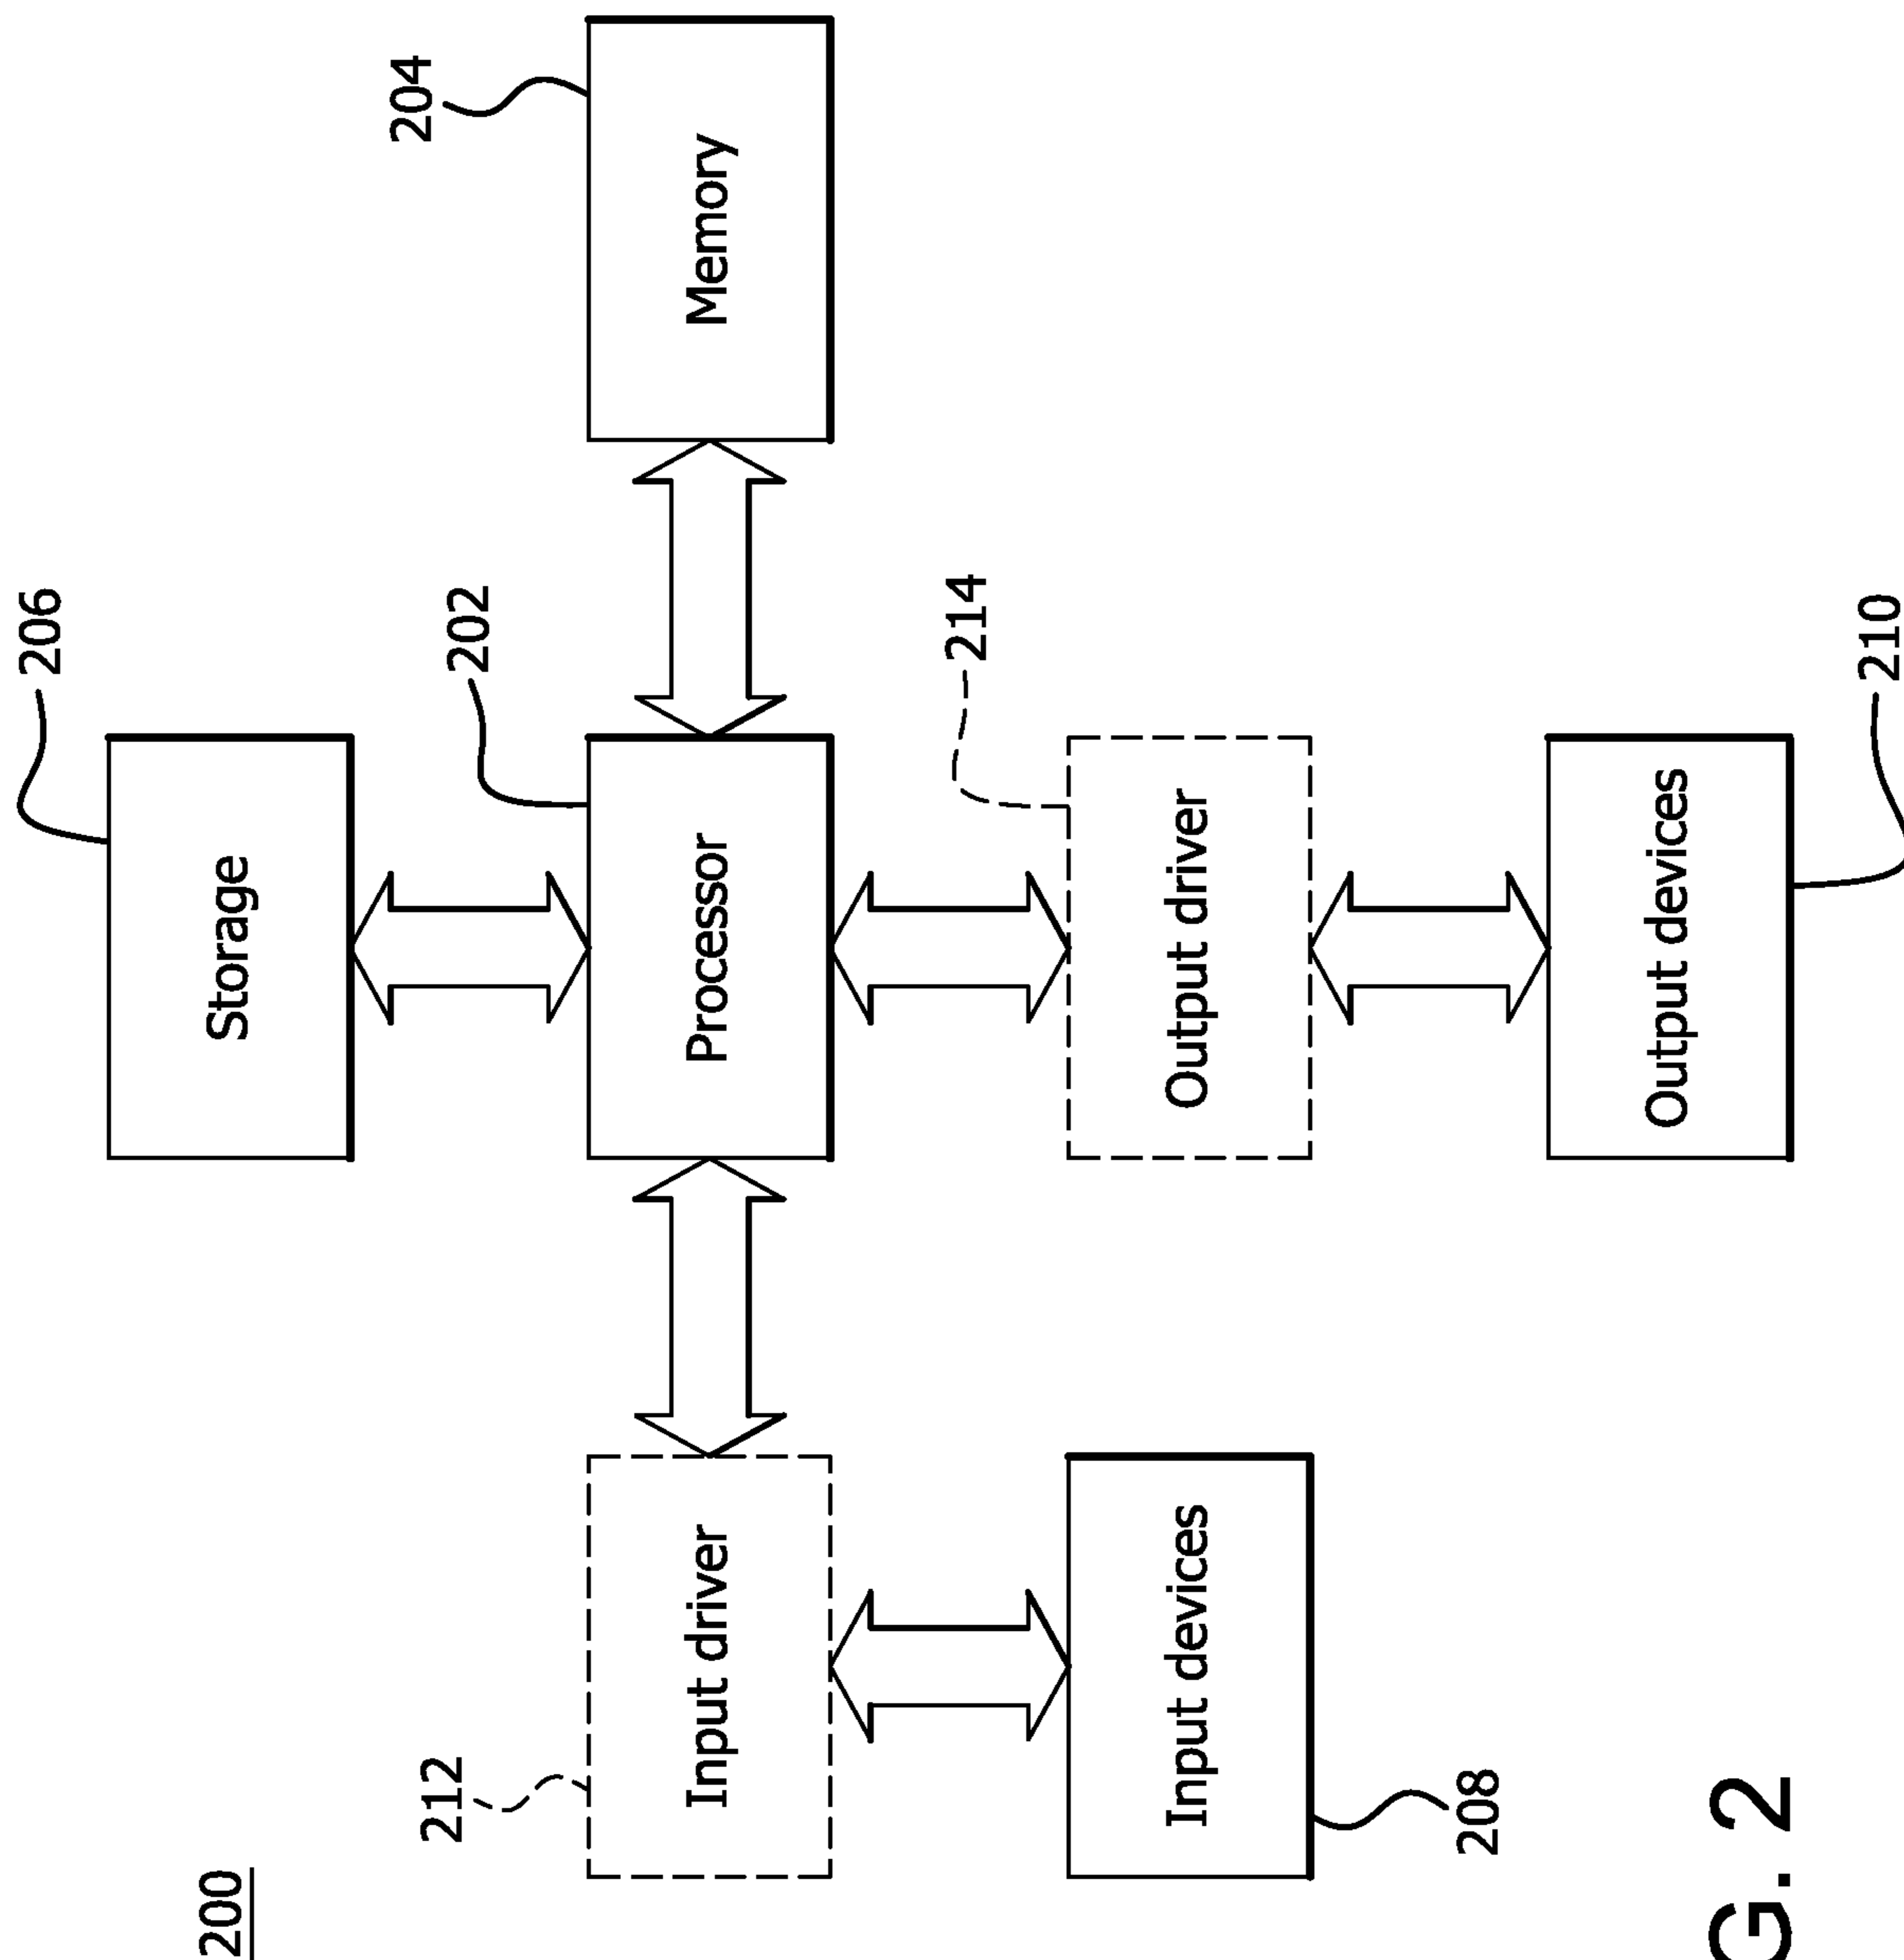 206
200
Storage
204
212
202
Input driver
Processor
Memory
214
Input devices
Output driver
208
Output devices
G. 2
210